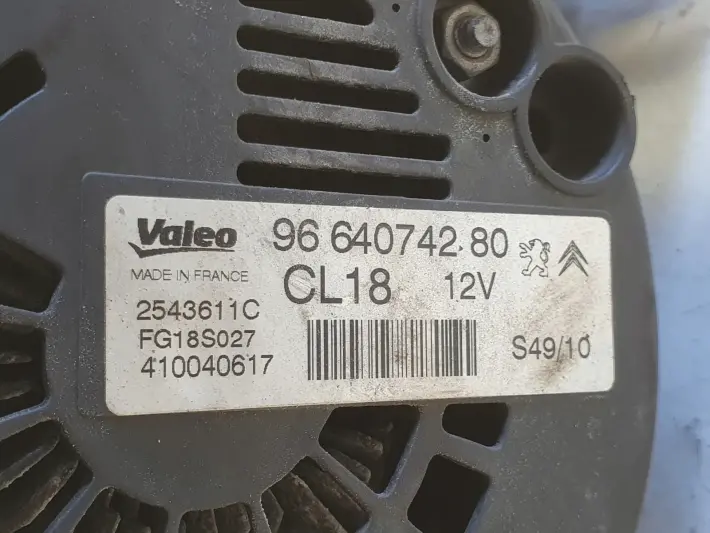 Valeo 96 640742 80
MADE IN FRANCE CL18 12V
2543611C
FG18S027
410040617
S49/10